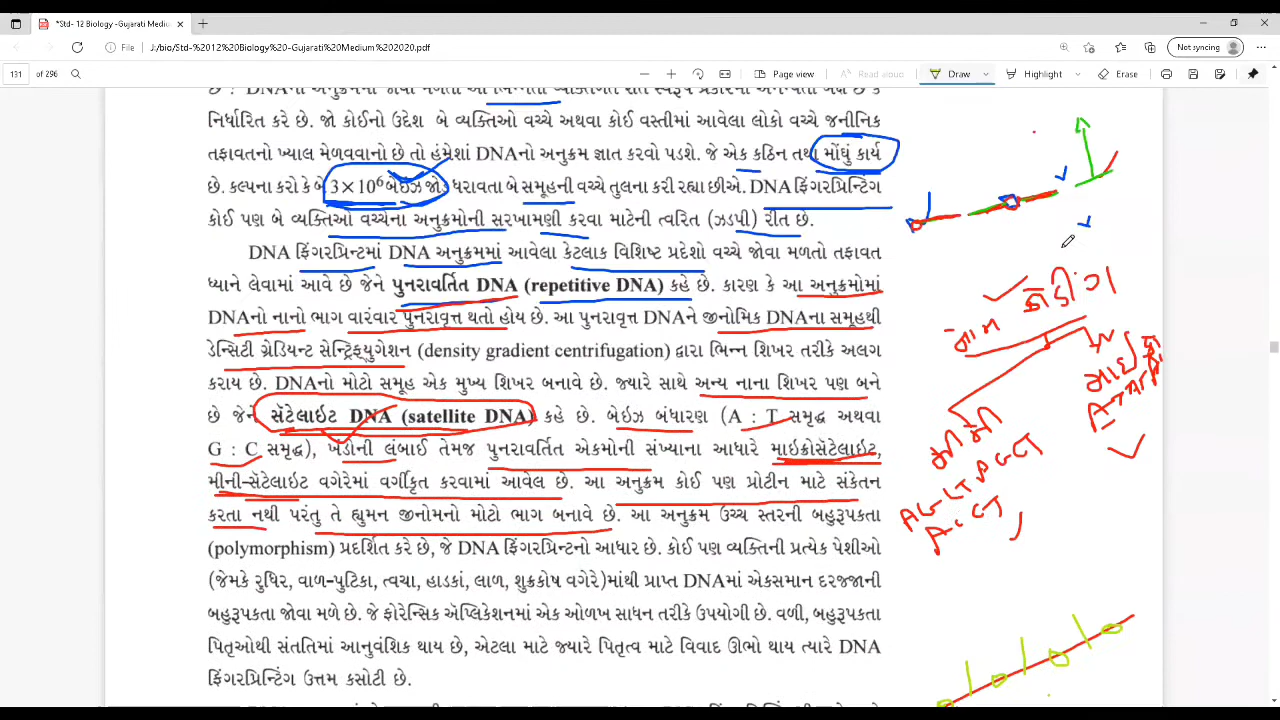 *Std- 12 Biology -Gujarati Medium
File
J:/bio/Std-%2012%20Biology%20-Gujarati%20Medium%202020.pdf
Not syncing
131 of 296
Page view
Read aloud
Draw
Highlight
Erase
નિર્ધારિત કરે છે. જો કોઈનો ઉદ્દેશ બે વ્યક્તિઓ વચ્ચે અથવા કોઈ વસ્તીમાં આવેલા લોકો વચ્ચે જનીનિક
તફાવતનો ખ્યાલ મેળવવાનો છે તો હંમેશાં DNAનો અનુક્રમ જ્ઞાત કરવો પડશે. જે એક કઠિન તથા મોંઘું કાર્ય
છે. કલ્પના કરો કે બે 3 × 10⁶ બેઇઝ જોડ ધરાવતા બે સમૂહની વચ્ચે તુલના કરી રહ્યા છીએ. DNA ફિંગરપ્રિન્ટિંગ
કોઈ પણ બે વ્યક્તિઓ વચ્ચેના અનુક્રમોની સરખામણી કરવા માટેની ત્વરિત (ઝડપી) રીત છે.
DNA ફિંગરપ્રિન્ટમાં DNA અનુક્રમમાં આવેલા કેટલાક વિશિષ્ટ પ્રદેશો વચ્ચે જોવા મળતો તફાવત
ધ્યાને લેવામાં આવે છે જેને પુનરાવર્તિત DNA (repetitive DNA) કહે છે. કારણ કે આ અનુક્રમોમાં
DNAનો નાનો ભાગ વારંવાર પુનરાવૃત્ત થતો હોય છે. આ પુનરાવૃત્ત DNAને જીનોમિક DNAના સમૂહથી
ડેન્સિટી ગ્રેડિયન્ટ સેન્ટ્રિફ્યુગેશન (density gradient centrifugation) દ્વારા ભિન્ન શિખર તરીકે અલગ
કરાય છે. DNAનો મોટો સમૂહ એક મુખ્ય શિખર બનાવે છે. જ્યારે સાથે અન્ય નાના શિખર પણ બને
છે જેને સૅટેલાઇટ DNA (satellite DNA) કહે છે. બેઇઝ બંધારણ (A : T સમૃદ્ધ અથવા
G : C સમૃદ્ધ), ખંડોની લંબાઈ તેમજ પુનરાવર્તિત એકમોની સંખ્યાના આધારે માઇક્રોસૅટેલાઇટ,
મીની-સૅટેલાઇટ વગેરેમાં વર્ગીકૃત કરવામાં આવેલ છે. આ અનુક્રમ કોઈ પણ પ્રોટીન માટે સંકેતન
કરતા નથી પરંતુ તે હ્યુમન જીનોમનો મોટો ભાગ બનાવે છે. આ અનુક્રમ ઉચ્ચ સ્તરની બહુરૂપકતા
(polymorphism) પ્રદર્શિત કરે છે, જે DNA ફિંગરપ્રિન્ટનો આધાર છે. કોઈ પણ વ્યક્તિની પ્રત્યેક પેશીઓ
(જેમકે રુધિર, વાળ-પુટિકા, ત્વચા, હાડકાં, લાળ, શુક્રકોષ વગેરે)માંથી પ્રાપ્ત DNAમાં એકસમાન દરજ્જાની
બહુરૂપકતા જોવા મળે છે. જે ફોરેન્સિક ઍપ્લિકેશનમાં એક ઓળખ સાધન તરીકે ઉપયોગી છે. વળી, બહુરૂપકતા
પિતૃઓથી સંતતિમાં આનુવંશિક થાય છે, એટલા માટે જ્યારે પિતૃત્વ માટે વિવાદ ઊભો થાય ત્યારે DNA
ફિંગરપ્રિન્ટિંગ ઉત્તમ કસોટી છે.